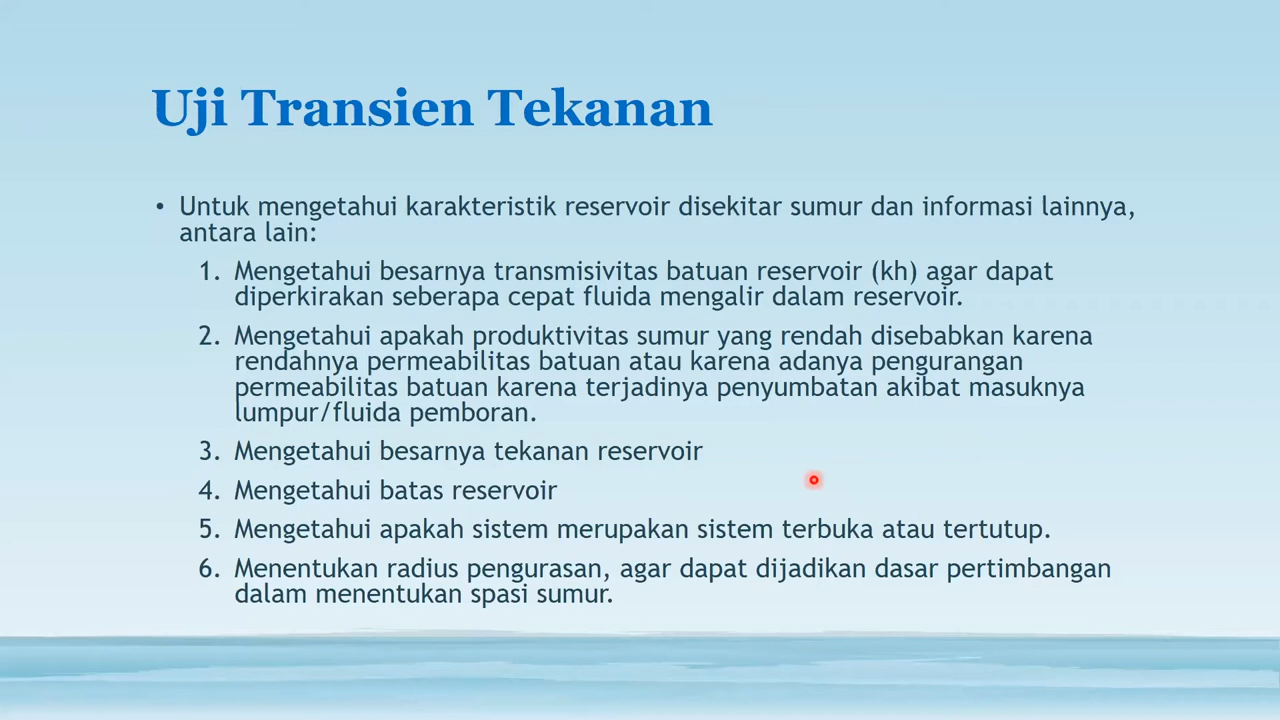 Uji Transien Tekanan
• Untuk mengetahui karakteristik reservoir disekitar sumur dan informasi lainnya,
antara lain:
1. Mengetahui besarnya transmisivitas batuan reservoir (kh) agar dapat
diperkirakan seberapa cepat fluida mengalir dalam reservoir.
2. Mengetahui apakah produktivitas sumur yang rendah disebabkan karena
rendahnya permeabilitas batuan atau karena adanya pengurangan
permeabilitas batuan karena terjadinya penyumbatan akibat masuknya
lumpur/fluida pemboran.
3. Mengetahui besarnya tekanan reservoir
4. Mengetahui batas reservoir
5. Mengetahui apakah sistem merupakan sistem terbuka atau tertutup.
6. Menentukan radius pengurasan, agar dapat dijadikan dasar pertimbangan
dalam menentukan spasi sumur.